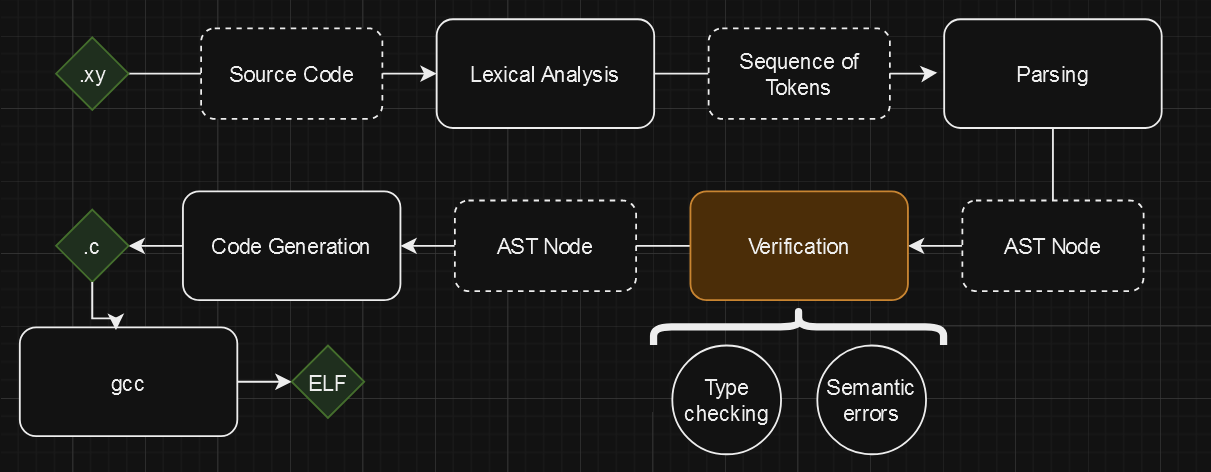 .xy
Source Code
Lexical Analysis
Sequence of
Tokens
Parsing
.c
Code Generation
AST Node
Verification
AST Node
gcc
ELF
Type
checking
Semantic
errors